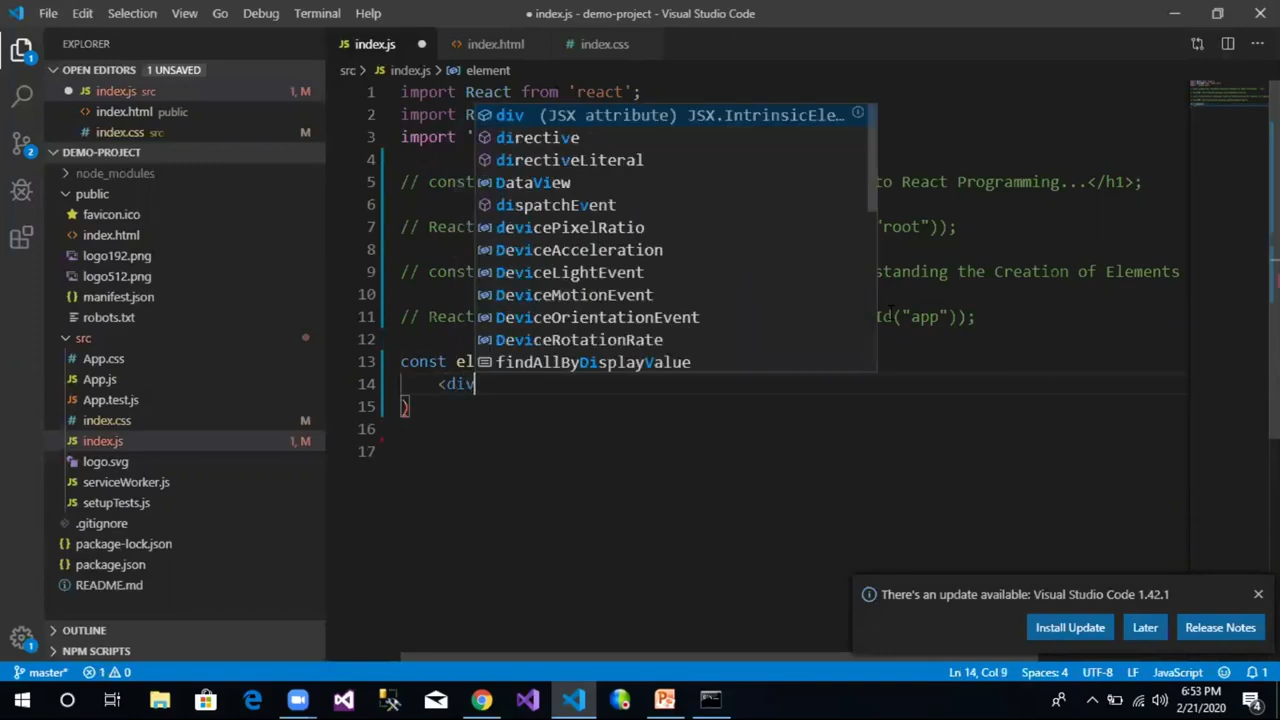 File Edit Selection View Go Debug Terminal Help
● index.js - demo-project - Visual Studio Code
EXPLORER
OPEN EDITORS 1 UNSAVED
JS index.js src 1, M
<> index.html public
# index.css src M
DEMO-PROJECT
node_modules
public
favicon.ico
index.html
logo192.png
logo512.png
manifest.json
robots.txt
src
App.css
JS App.js
JS App.test.js
# index.css M
JS index.js 1, M
logo.svg
JS serviceWorker.js
JS setupTests.js
.gitignore
{} package-lock.json
{} package.json
README.md
OUTLINE
NPM SCRIPTS
JS index.js ●
<> index.html
# index.css
src > JS index.js > element
1 import React from 'react';
2 import R
3 import '
4
5 // const to React Programming...</h1>;
6
7 // React "root"));
8
9 // const standing the Creation of Elements
10
11 // React Id("app"));
12
13 const el
14 <div
15 )
16
17
div (JSX attribute) JSX.IntrinsicEle…
directive
directiveLiteral
DataView
dispatchEvent
devicePixelRatio
DeviceAcceleration
DeviceLightEvent
DeviceMotionEvent
DeviceOrientationEvent
DeviceRotationRate
findAllByDisplayValue
There's an update available: Visual Studio Code 1.42.1
Install Update Later Release Notes
master* 1 0 Ln 14, Col 9 Spaces: 4 UTF-8 LF JavaScript 1
6:53 PM
2/21/2020
4